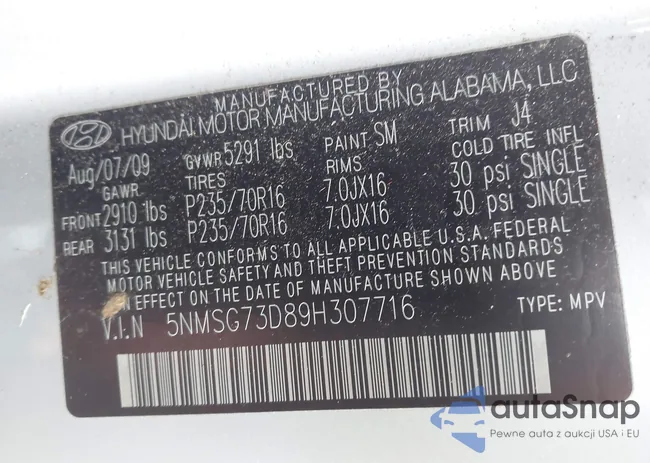 MANUFACTURED BY
HYUNDAI MOTOR MANUFACTURING ALABAMA, LLC
Aug/07/09 GVWR 5291 lbs PAINT SM TRIM J4
GAWR TIRES RIMS COLD TIRE INFL
FRONT 2910 lbs P235/70R16 7.0JX16 30 psi SINGLE
REAR 3131 lbs P235/70R16 7.0JX16 30 psi SINGLE
THIS VEHICLE CONFORMS TO ALL APPLICABLE U.S.A. FEDERAL
MOTOR VEHICLE SAFETY AND THEFT PREVENTION STANDARDS
IN EFFECT ON THE DATE OF MANUFACTURE SHOWN ABOVE
V.I.N 5NMSG73D89H307716 TYPE: MPV
autaSnap
Pewne auta z aukcji USA i EU